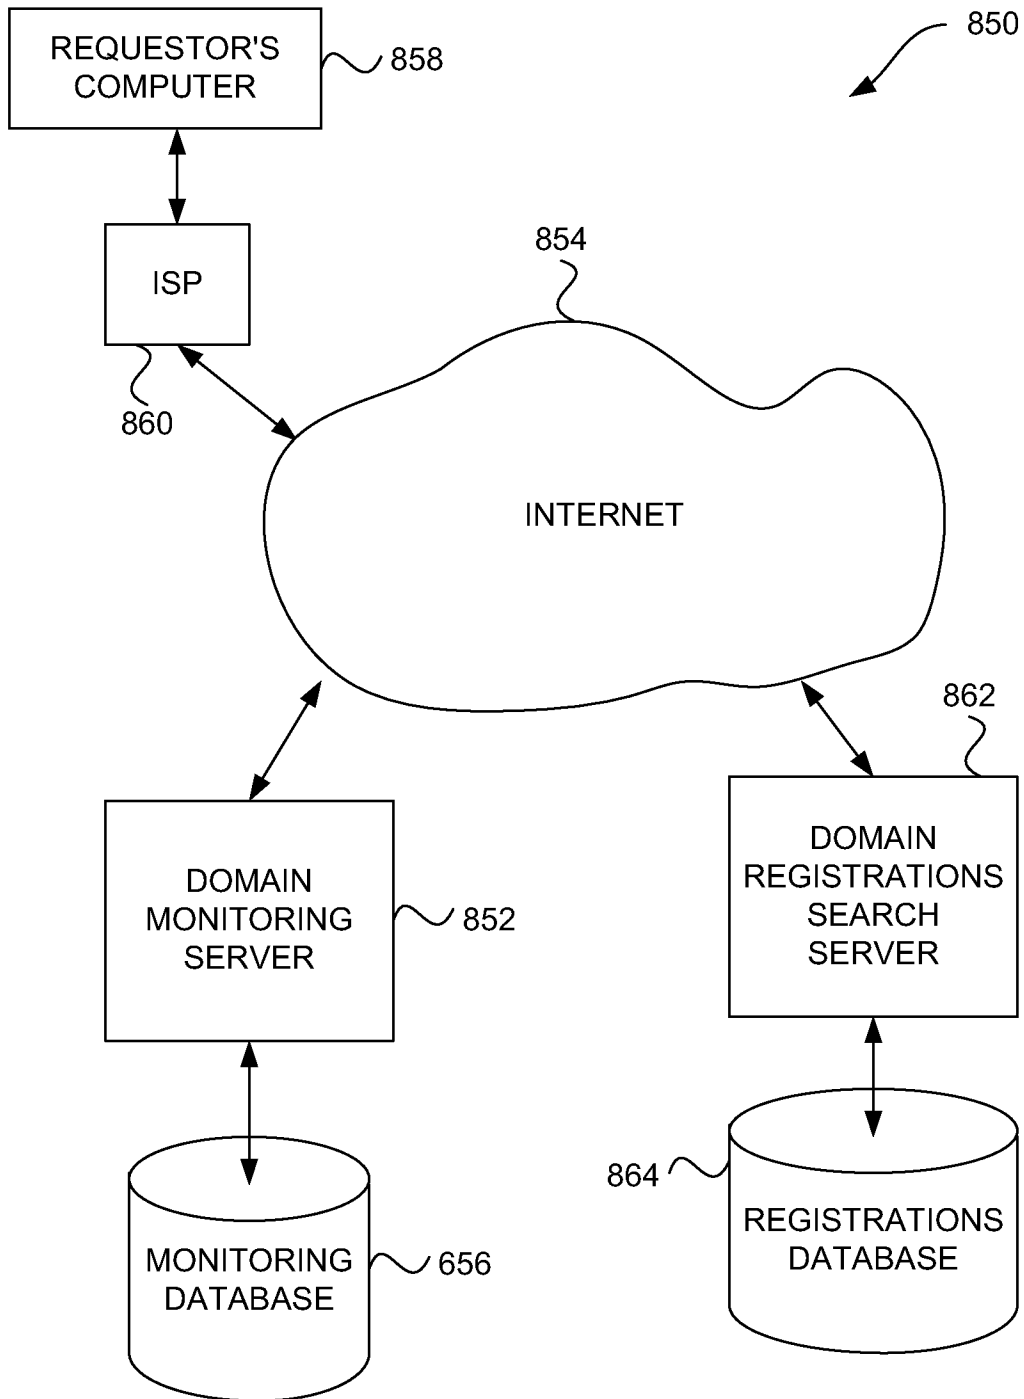 850
REQUESTOR'S
COMPUTER
858
ISP
860
854
INTERNET
862
DOMAIN
MONITORING
SERVER
852
DOMAIN
REGISTRATIONS
SEARCH
SERVER
MONITORING
DATABASE
656
864
REGISTRATIONS
DATABASE